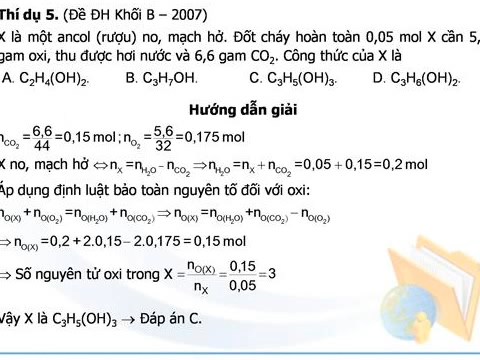 Thí dụ 5. (Đề ĐH Khối B – 2007)
X là một ancol (rượu) no, mạch hở. Đốt cháy hoàn toàn 0,05 mol X cần 5,
gam oxi, thu được hơi nước và 6,6 gam CO₂. Công thức của X là
A. C₂H₄(OH)₂. B. C₃H₇OH. C. C₃H₅(OH)₃. D. C₃H₆(OH)₂.
Hướng dẫn giải
n_CO₂ = 6,6/44 = 0,15 mol ; n_O₂ = 5,6/32 = 0,175 mol
X no, mạch hở ⇔ n_X = n_H₂O − n_CO₂ ⇒ n_H₂O = n_X + n_CO₂ = 0,05 + 0,15 = 0,2 mol
Áp dụng định luật bảo toàn nguyên tố đối với oxi:
n_O(X) + n_O(O₂) = n_O(H₂O) + n_O(CO₂) ⇒ n_O(X) = n_O(H₂O) + n_O(CO₂) − n_O(O₂)
⇒ n_O(X) = 0,2 + 2.0,15 − 2.0,175 = 0,15 mol
⇒ Số nguyên tử oxi trong X = n_O(X)/n_X = 0,15/0,05 = 3
Vậy X là C₃H₅(OH)₃ → Đáp án C.